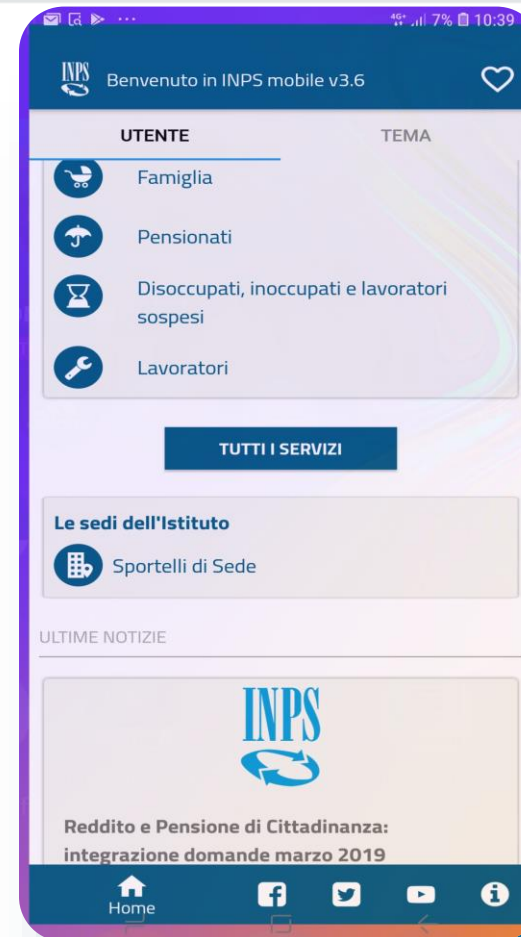 4G+ 7% 10:39
INPS Benvenuto in INPS mobile v3.6
UTENTE TEMA
Famiglia
Pensionati
Disoccupati, inoccupati e lavoratori
sospesi
Lavoratori
TUTTI I SERVIZI
Le sedi dell'Istituto
Sportelli di Sede
ULTIME NOTIZIE
INPS
Reddito e Pensione di Cittadinanza:
integrazione domande marzo 2019
Home